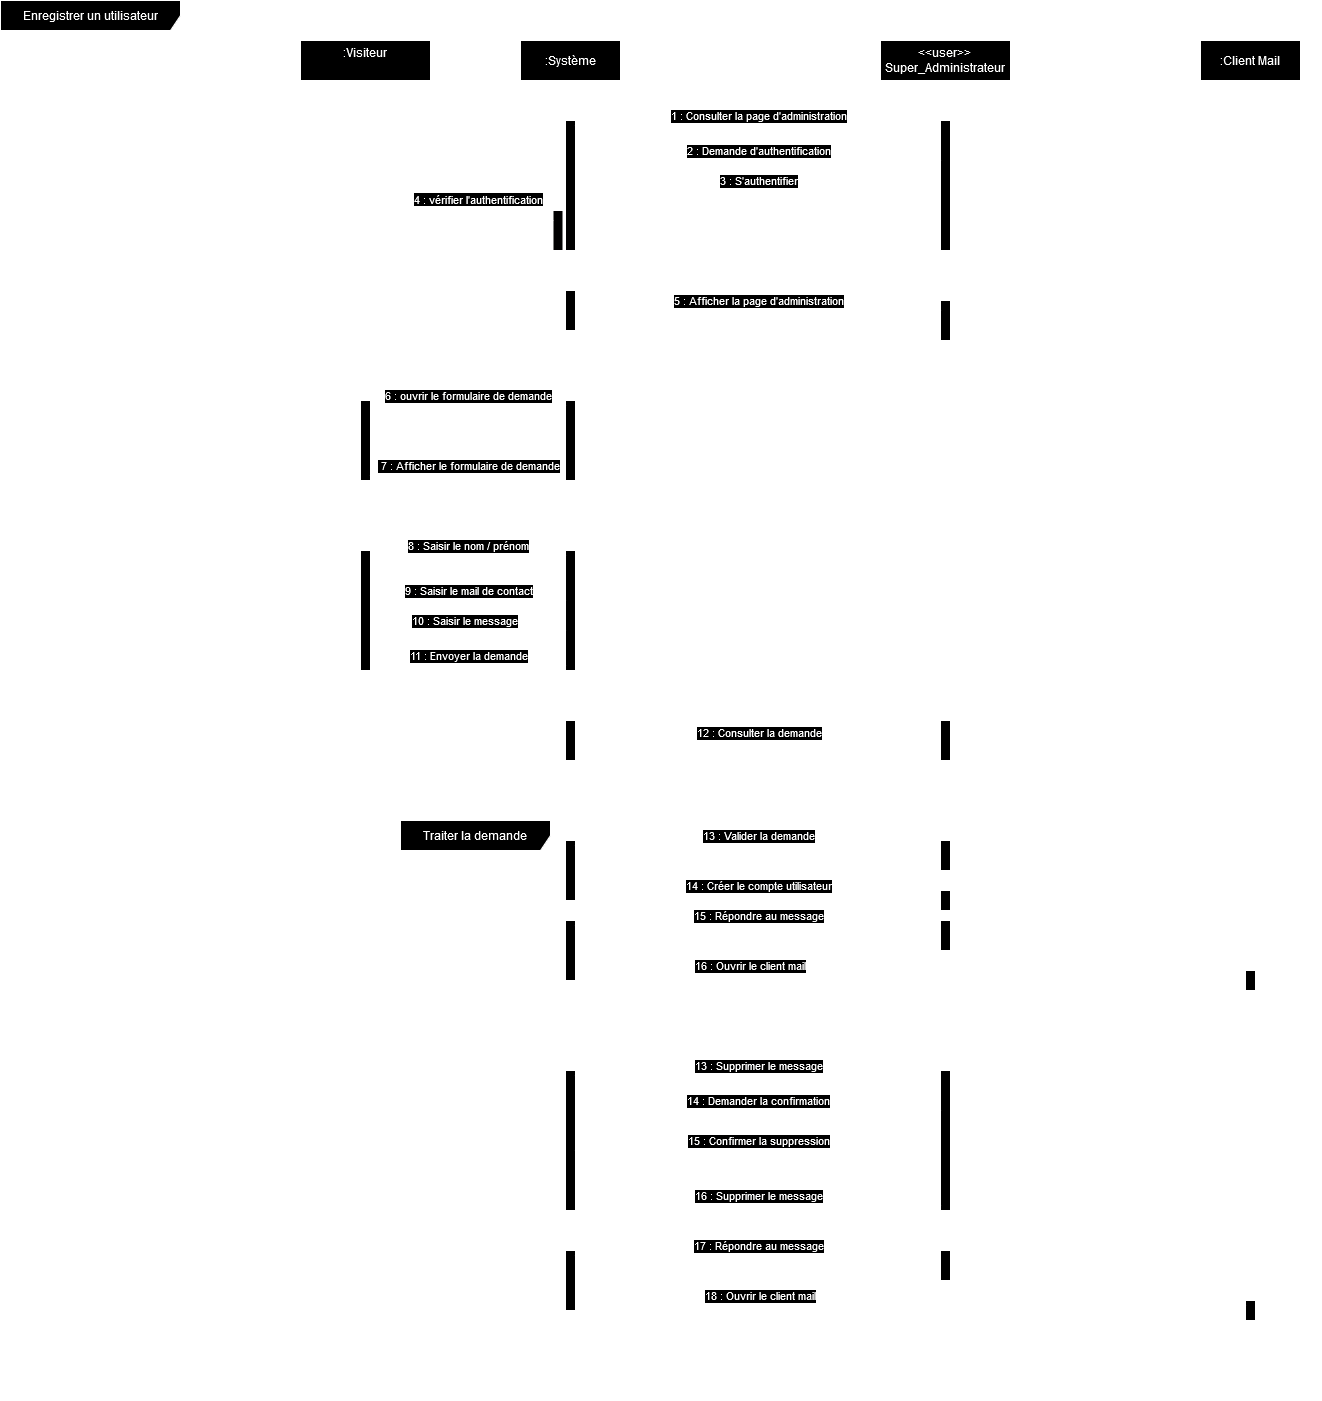 Enregistrer un utilisateur
:Visiteur
:Système
<<user>>
Super_Administrateur
:Client Mail
1 : Consulter la page d'administration
2 : Demande d'authentification
3 : S'authentifier
4 : vérifier l'authentification
5 : Afficher la page d'administration
6 : ouvrir le formulaire de demande
7 : Afficher le formulaire de demande
8 : Saisir le nom / prénom
9 : Saisir le mail de contact
10 : Saisir le message
11 : Envoyer la demande
12 : Consulter la demande
Traiter la demande
13 : Valider la demande
14 : Créer le compte utilisateur
15 : Répondre au message
16 : Ouvrir le client mail
13 : Supprimer le message
14 : Demander la confirmation
15 : Confirmer la suppression
16 : Supprimer le message
17 : Répondre au message
18 : Ouvrir le client mail